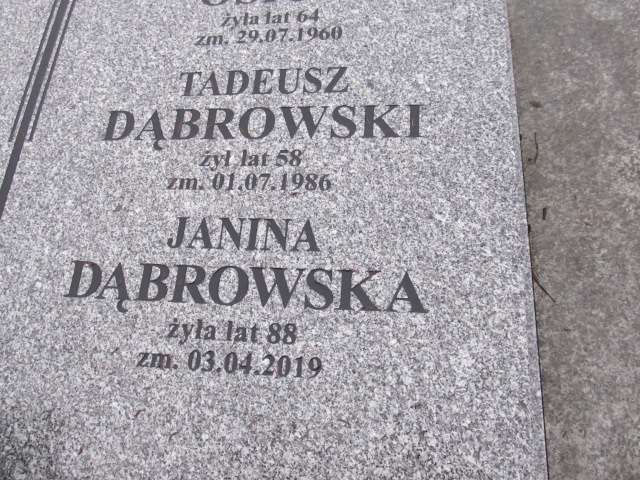 żyła lat 64
zm. 29.07.1960
TADEUSZ
DĄBROWSKI
żył lat 58
zm. 01.07.1986
JANINA
DĄBROWSKA
żyła lat 88
zm. 03.04.2019